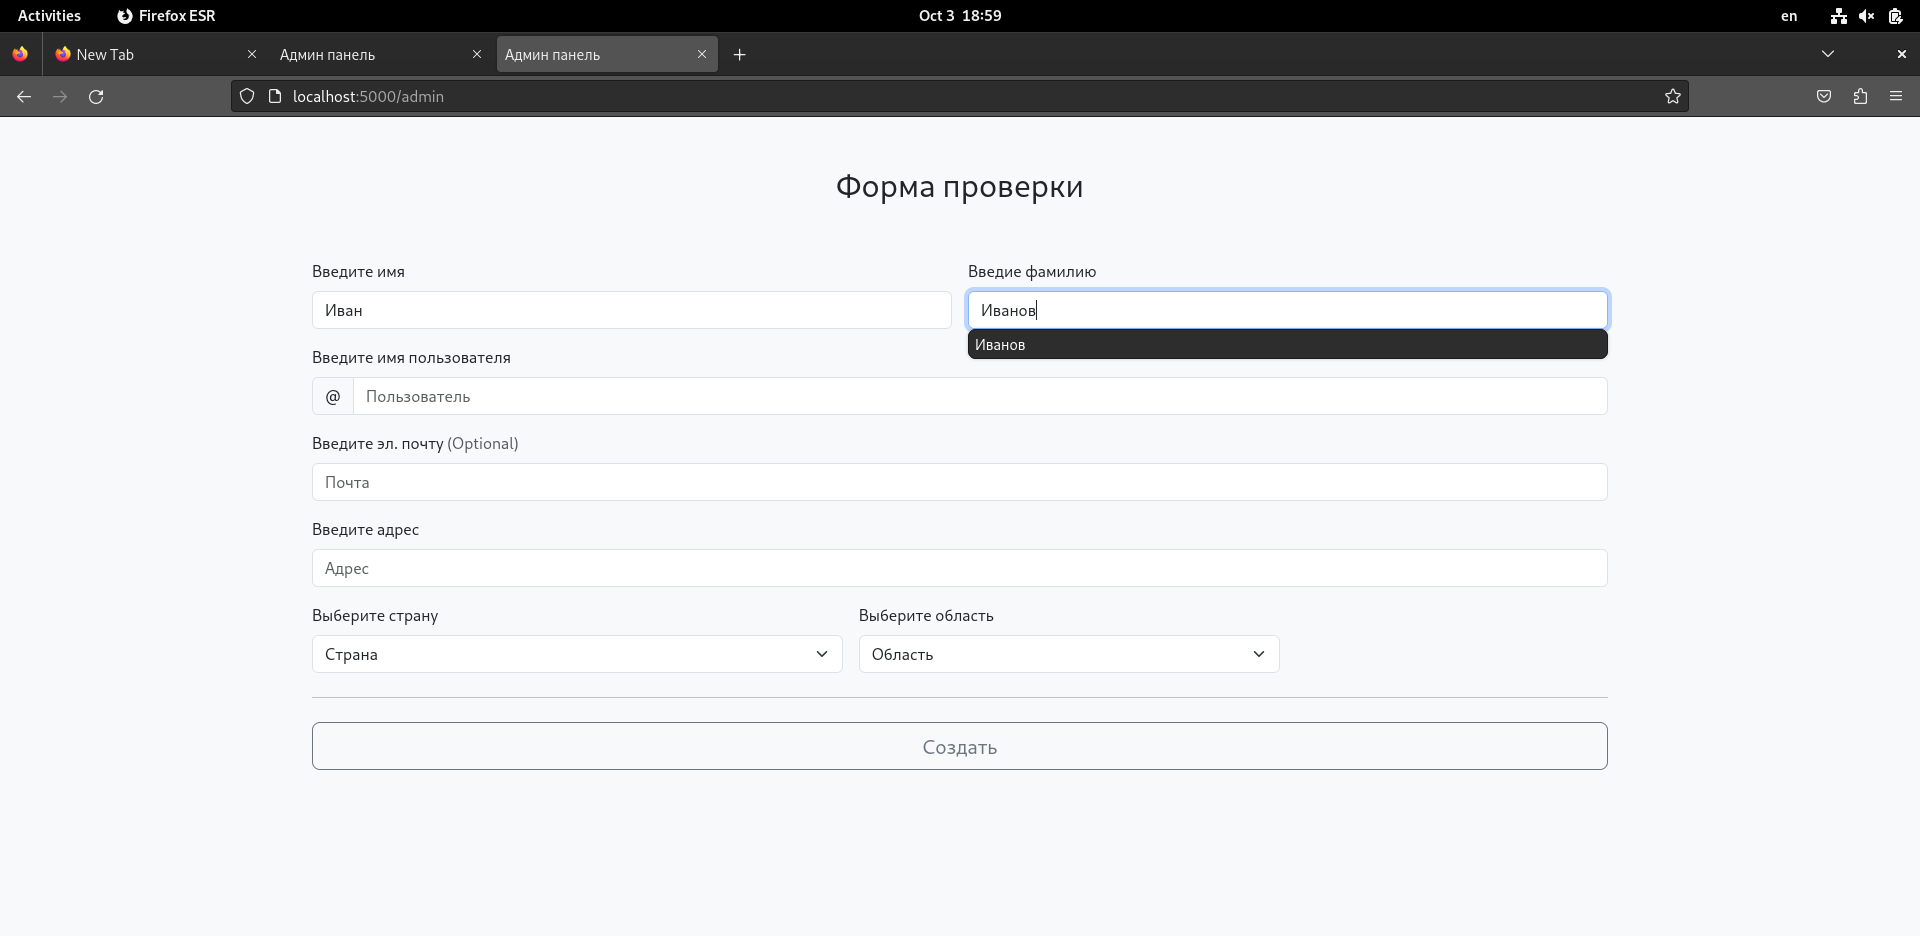 Activities Firefox ESR Oct 3 18:59 en
New Tab Админ панель Админ панель
localhost:5000/admin
Форма проверки
Введите имя Введие фамилию
Иван Иванов
Иванов
Введите имя пользователя
@ Пользователь
Введите эл. почту (Optional)
Почта
Введите адрес
Адрес
Выберите страну Выберите область
Страна Область
Создать